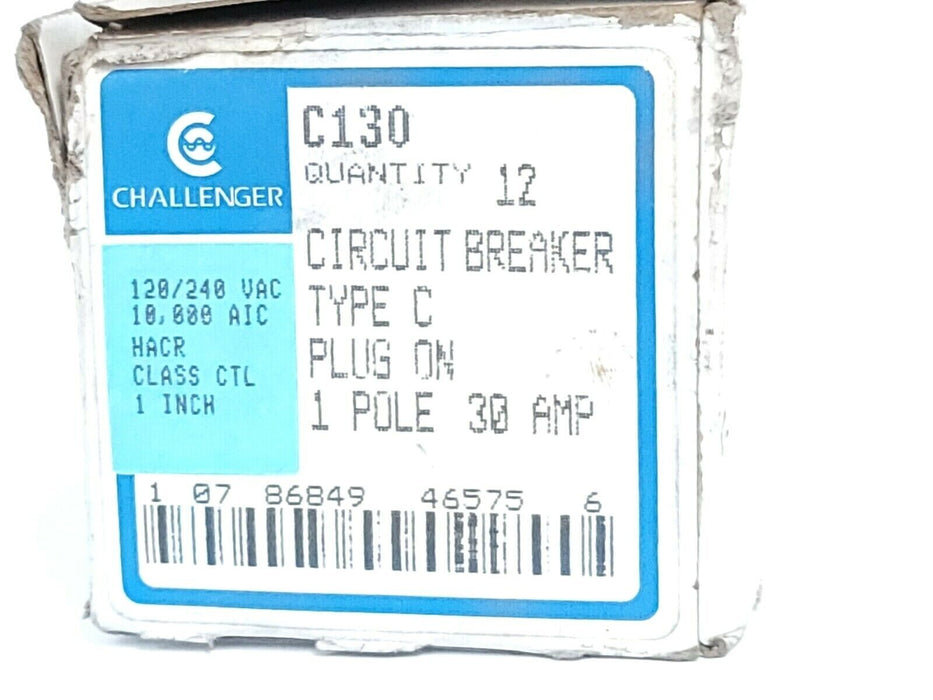 CHALLENGER
C130
QUANTITY 12
CIRCUIT BREAKER
TYPE C
PLUG ON
1 POLE 30 AMP
120/240 VAC
10,000 AIC
HACR
CLASS CTL
1 INCH
1 07 86849 46575 6